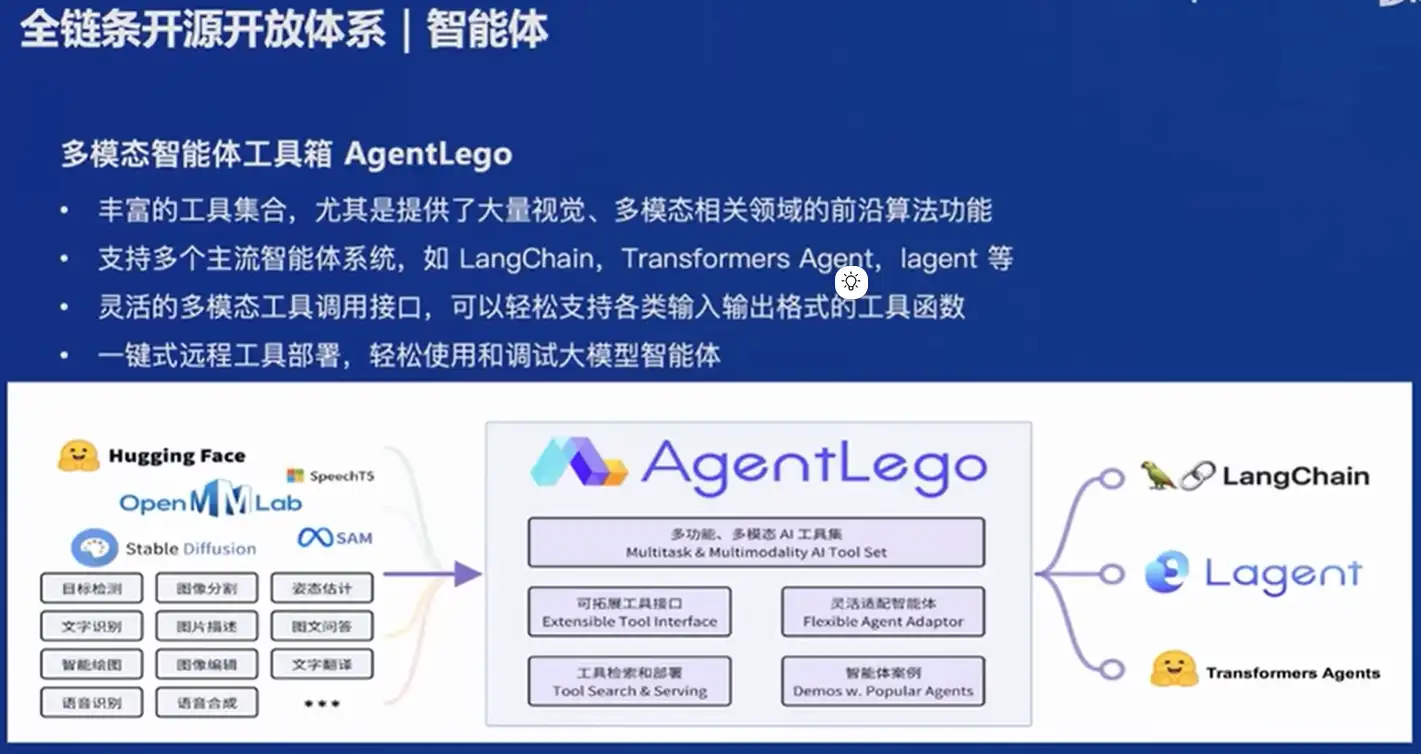 全链条开源开放体系 | 智能体
多模态智能体工具箱 AgentLego
• 丰富的工具集合，尤其是提供了大量视觉、多模态相关领域的前沿算法功能
• 支持多个主流智能体系统，如 LangChain，Transformers Agent，lagent 等
• 灵活的多模态工具调用接口，可以轻松支持各类输入输出格式的工具函数
• 一键式远程工具部署，轻松使用和调试大模型智能体
Hugging Face
SpeechT5
OpenMMLab
Stable Diffusion
SAM
目标检测 图像分割 姿态估计
文字识别 图片描述 图文问答
智能绘图 图像编辑 文字翻译
语音识别 语音合成 •••
AgentLego
多功能、多模态 AI 工具集
Multitask & Multimodality AI Tool Set
可拓展工具接口
Extensible Tool Interface
灵活适配智能体
Flexible Agent Adaptor
工具检索和部署
Tool Search & Serving
智能体案例
Demos w. Popular Agents
LangChain
Lagent
Transformers Agents